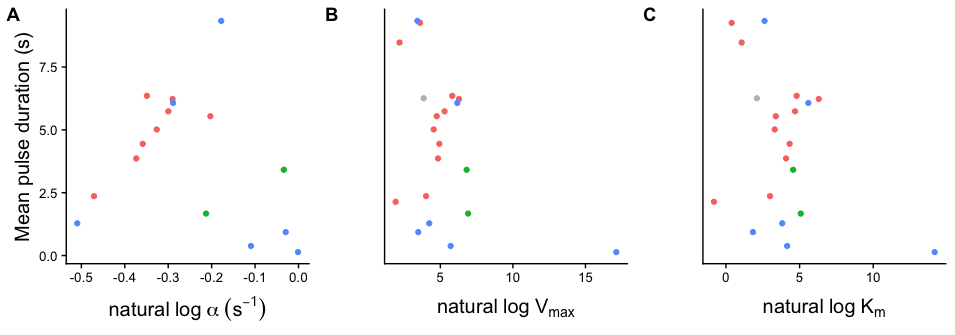 A
B
C
Mean pulse duration (s)
7.5
5.0
2.5
0.0
-0.5 -0.4 -0.3 -0.2 -0.1 0.0
5 10 15
0 5 10
natural log α (s⁻¹)
natural log Vₘₐₓ
natural log Kₘ